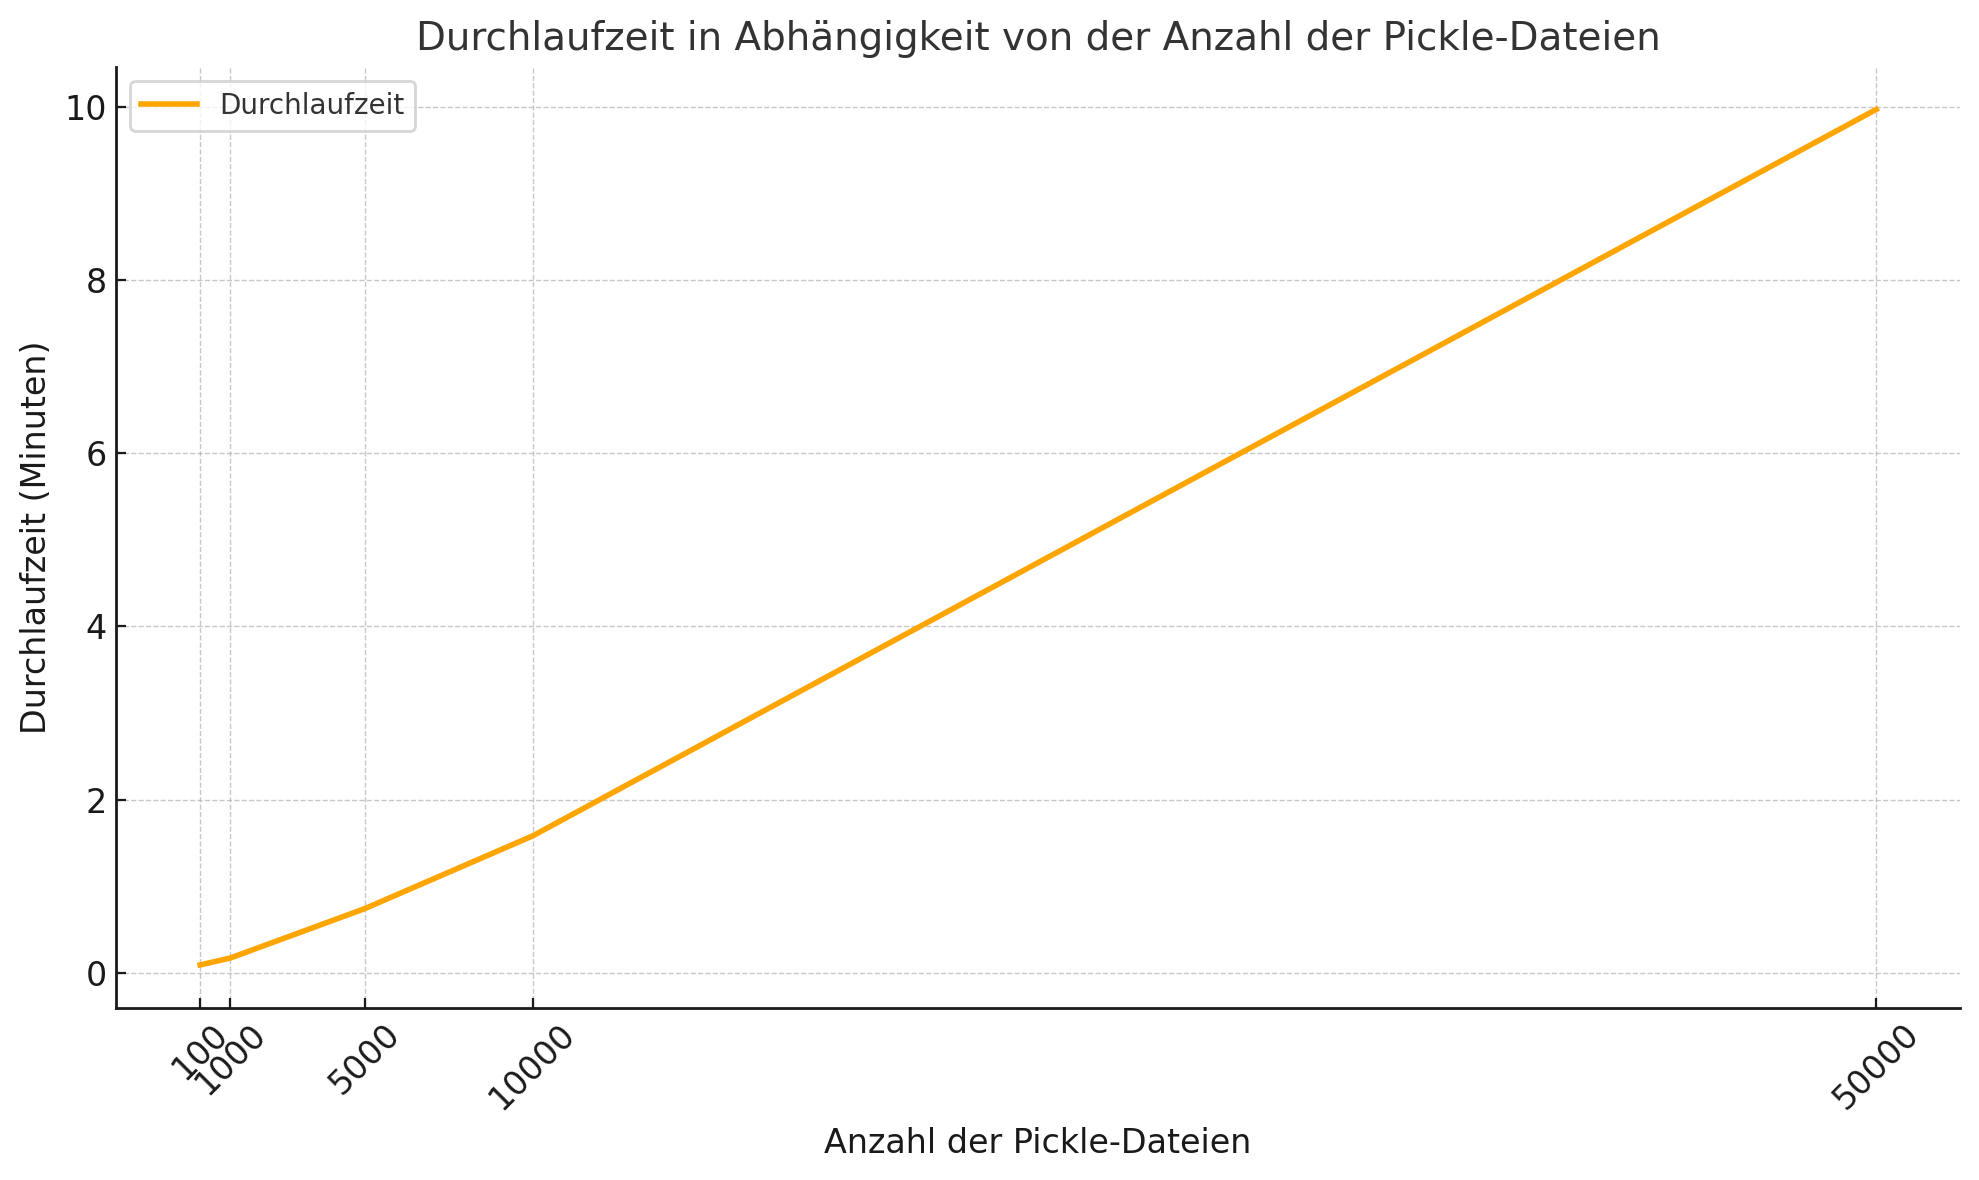 Durchlaufzeit in Abhängigkeit von der Anzahl der Pickle-Dateien
Durchlaufzeit
Durchlaufzeit (Minuten)
10
8
6
4
2
0
100
1000
5000
10000
50000
Anzahl der Pickle-Dateien